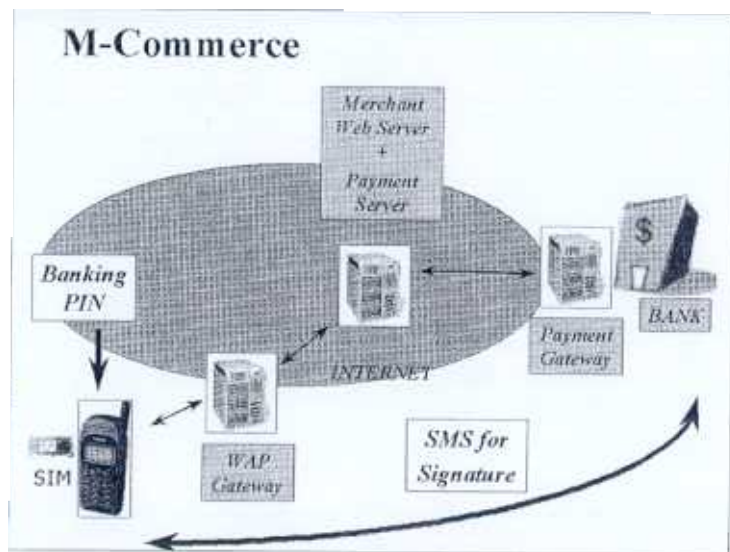 M-Commerce
Merchant
Web Server
+
Payment
Server
$
Banking
PIN
BANK
Payment
Gateway
INTERNET
SMS for
Signature
WAP
Gateway
SIM